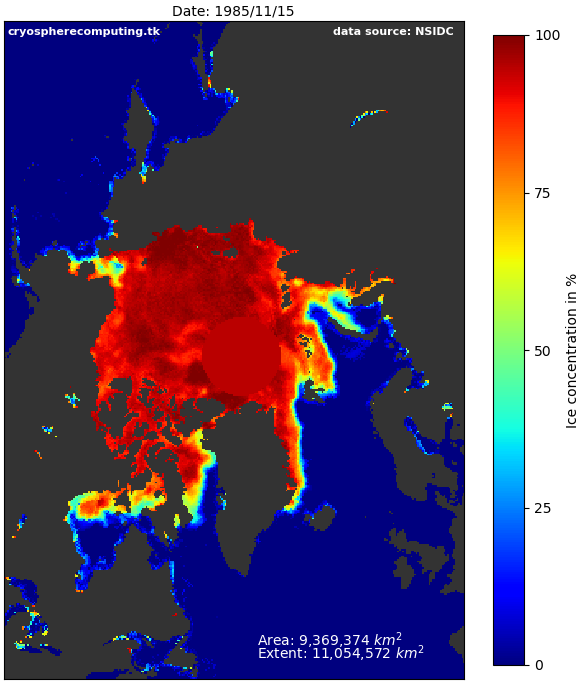 Date: 1985/11/15
cryospherecomputing.tk
data source: NSIDC
100
75
50
25
0
Ice concentration in %
Area: 9,369,374 km²
Extent: 11,054,572 km²